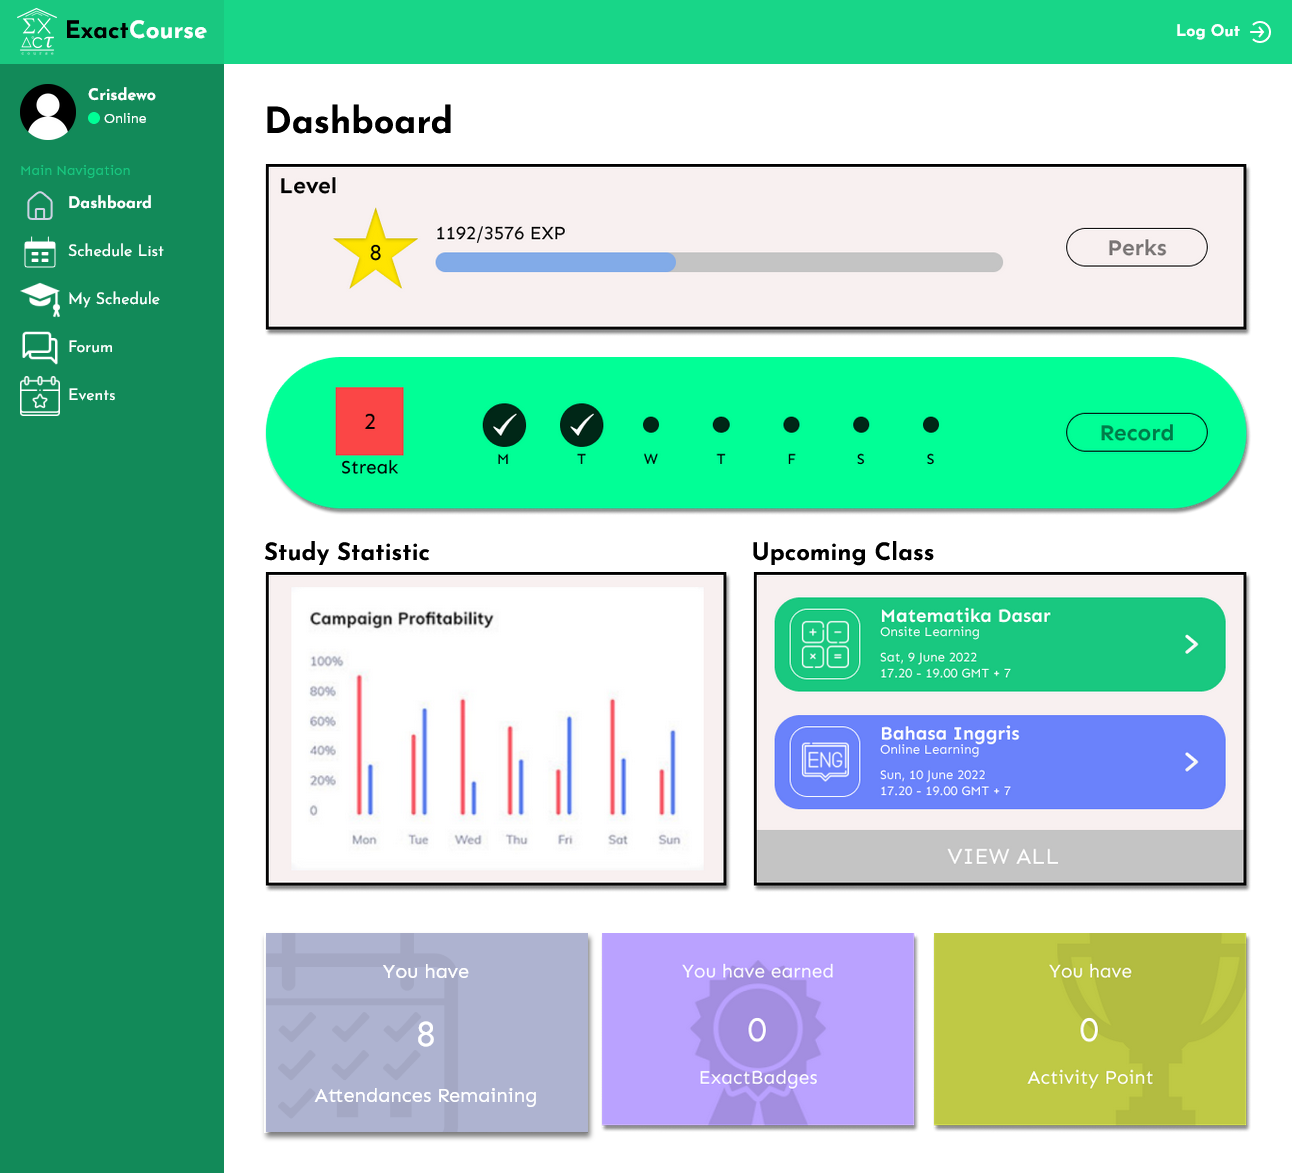 ΣX
ΔCT
ExactCourse
Log Out
Crisdewo
Online
Main Navigation
Dashboard
Schedule List
My Schedule
Forum
Events
Dashboard
Level
8
1192/3576 EXP
Perks
2
Streak
M T W T F S S
Record
Study Statistic
Campaign Profitability
100%
80%
60%
40%
20%
0
Mon Tue Wed Thu Fri Sat Sun
Upcoming Class
Matematika Dasar
Onsite Learning
Sat, 9 June 2022
17.20 - 19.00 GMT + 7
ENG
Bahasa Inggris
Online Learning
Sun, 10 June 2022
17.20 - 19.00 GMT + 7
VIEW ALL
You have
8
Attendances Remaining
You have earned
0
ExactBadges
You have
0
Activity Point